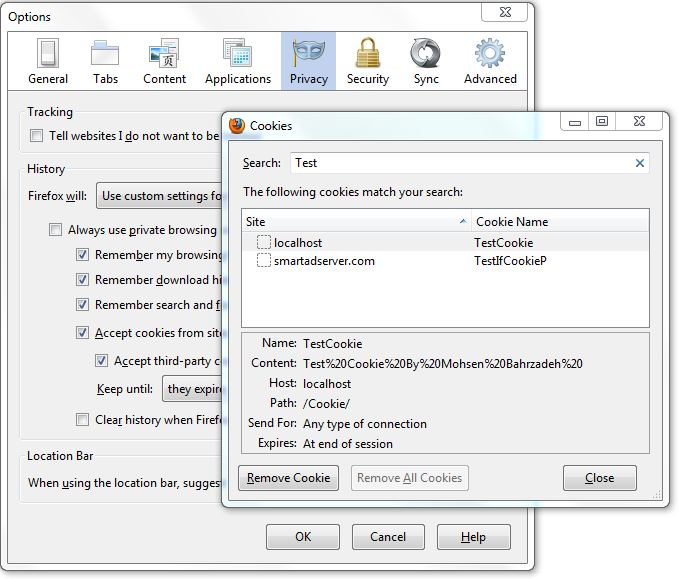 Options
General Tabs Content Applications Privacy Security Sync Advanced
Tracking
Tell websites I do not want to be
History
Firefox will: Use custom settings fo
Always use private browsing
Remember my browsing
Remember download hi
Remember search and f
Accept cookies from site
Accept third-party c
Keep until: they expire
Clear history when Firef
Location Bar
When using the location bar, suggest
OK Cancel Help
Cookies
Search: Test
The following cookies match your search:
Site Cookie Name
localhost TestCookie
smartadserver.com TestIfCookieP
Name: TestCookie
Content: Test%20Cookie%20By%20Mohsen%20Bahrzadeh%20
Host: localhost
Path: /Cookie/
Send For: Any type of connection
Expires: At end of session
Remove Cookie Remove All Cookies Close